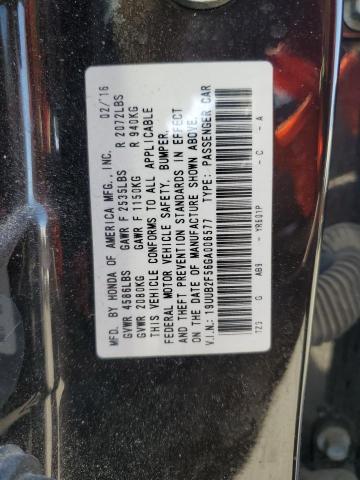 MFD. BY HONDA OF AMERICA MFG., INC. 02/16
GVWR 4586LBS GAWR F 2535LBS R 2072LBS
GVWR 2080KG GAWR F 1150KG R 940KG
THIS VEHICLE CONFORMS TO ALL APPLICABLE
FEDERAL MOTOR VEHICLE SAFETY, BUMPER,
AND THEFT PREVENTION STANDARDS IN EFFECT
ON THE DATE OF MANUFACTURE SHOWN ABOVE.
V.I.N.: 19UUB2F56GA006577 TYPE: PASSENGER CAR
TZ3 G AB9 - YR601P - C - A